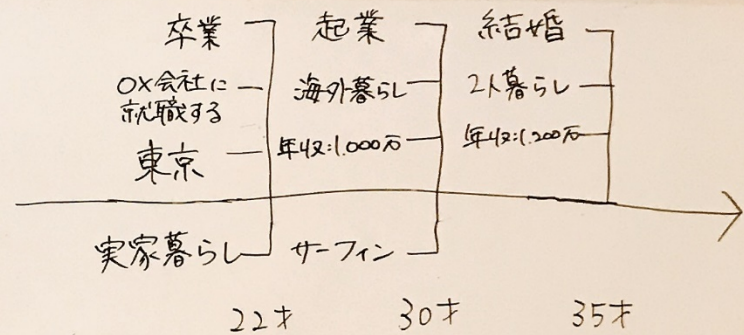 卒業
〇×会社に
就職する
東京
実家暮らし
22才
起業
海外暮らし
年収:1.000万
サーフィン
30才
結婚
2人暮らし
年収:1.200万
35才